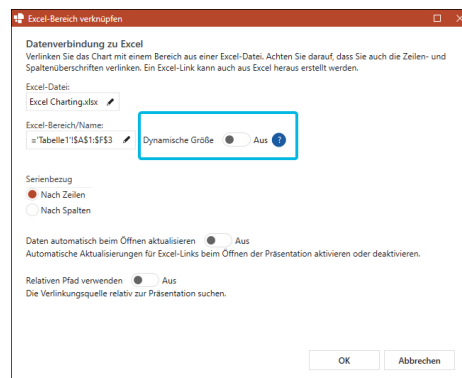 Excel-Bereich verknüpfen
Datenverbindung zu Excel
Verlinken Sie das Chart mit einem Bereich aus einer Excel-Datei. Achten Sie darauf, dass Sie auch die Zeilen- und
Spaltenüberschriften verlinken. Ein Excel-Link kann auch aus Excel heraus erstellt werden.
Excel-Datei:
Excel Charting.xlsx
Excel-Bereich/Name:
='Tabelle1'!$A$1:$F$3
Dynamische Größe Aus ?
Serienbezug
Nach Zeilen
Nach Spalten
Daten automatisch beim Öffnen aktualisieren Aus
Automatische Aktualisierungen für Excel-Links beim Öffnen der Präsentation aktivieren oder deaktivieren.
Relativen Pfad verwenden Aus
Die Verlinkungsquelle relativ zur Präsentation suchen.
OK Abbrechen